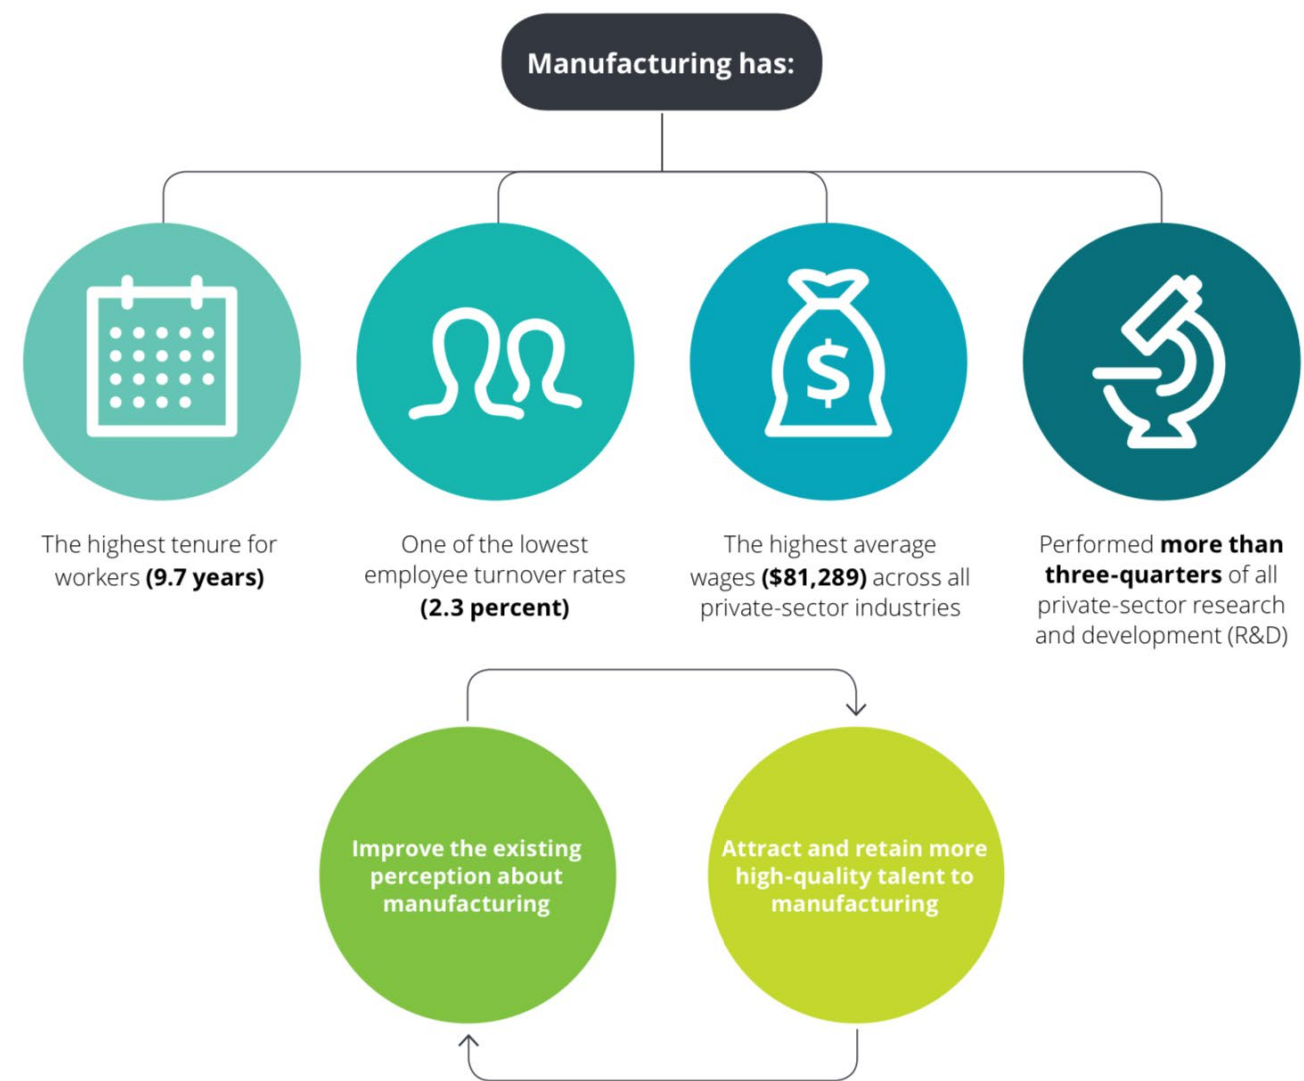 Manufacturing has:
The highest tenure for
workers (9.7 years)
One of the lowest
employee turnover rates
(2.3 percent)
$
The highest average
wages ($81,289) across all
private-sector industries
Performed more than
three-quarters of all
private-sector research
and development (R&D)
Improve the existing
perception about
manufacturing
Attract and retain more
high-quality talent to
manufacturing